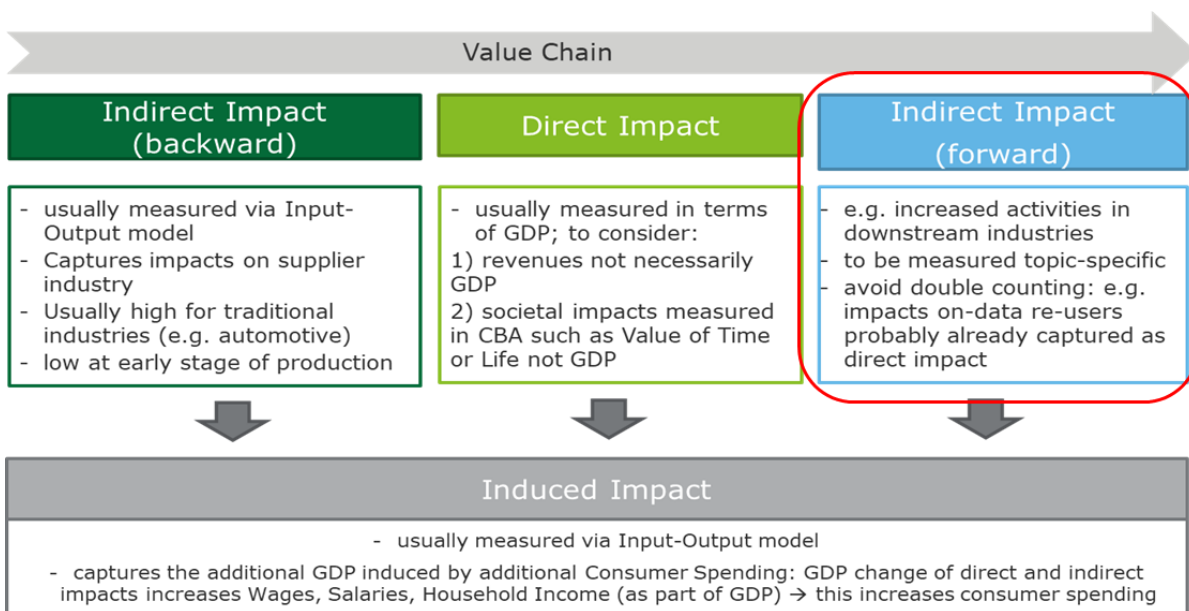 Value Chain
Indirect Impact
(backward)
Direct Impact
Indirect Impact
(forward)
- usually measured via Input-
Output model
- Captures impacts on supplier
industry
- Usually high for traditional
industries (e.g. automotive)
- low at early stage of production
- usually measured in terms
of GDP; to consider:
1) revenues not necessarily
GDP
2) societal impacts measured
in CBA such as Value of Time
or Life not GDP
- e.g. increased activities in
downstream industries
- to be measured topic-specific
- avoid double counting: e.g.
impacts on-data re-users
probably already captured as
direct impact
Induced Impact
- usually measured via Input-Output model
- captures the additional GDP induced by additional Consumer Spending: GDP change of direct and indirect
impacts increases Wages, Salaries, Household Income (as part of GDP) → this increases consumer spending